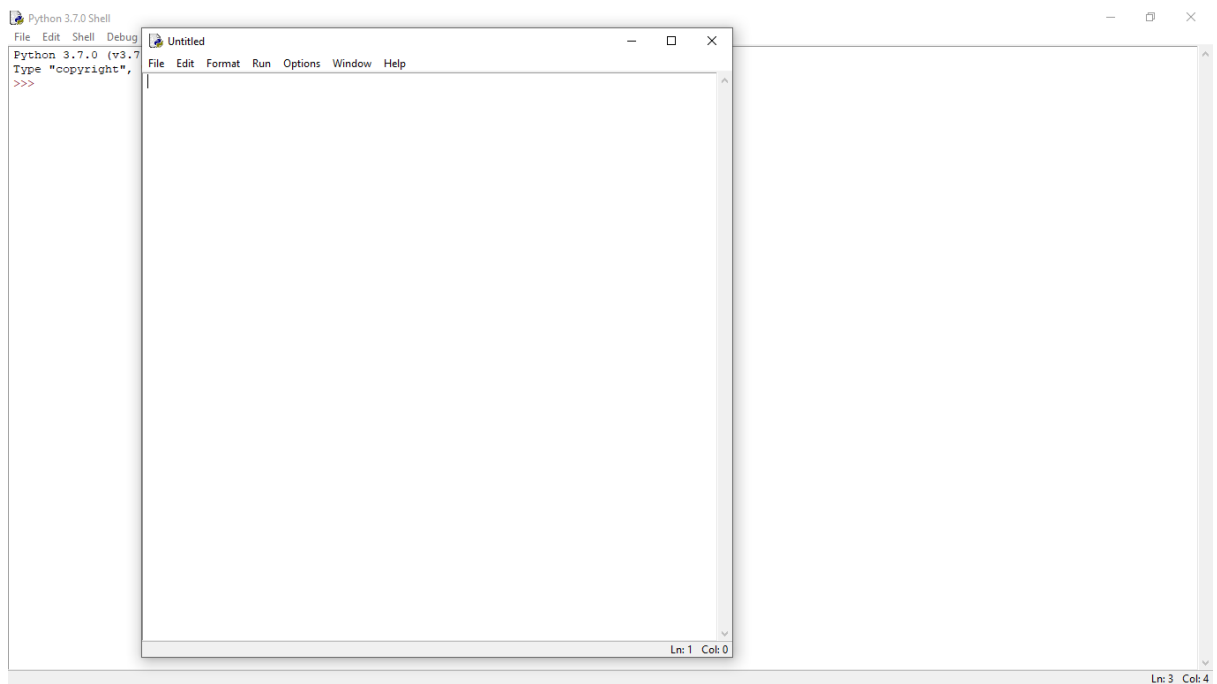 Python 3.7.0 Shell
File Edit Shell Debug
Python 3.7.0 (v3.7
Type "copyright",
>>>
Untitled
File Edit Format Run Options Window Help
Ln: 1 Col: 0
Ln: 3 Col: 4